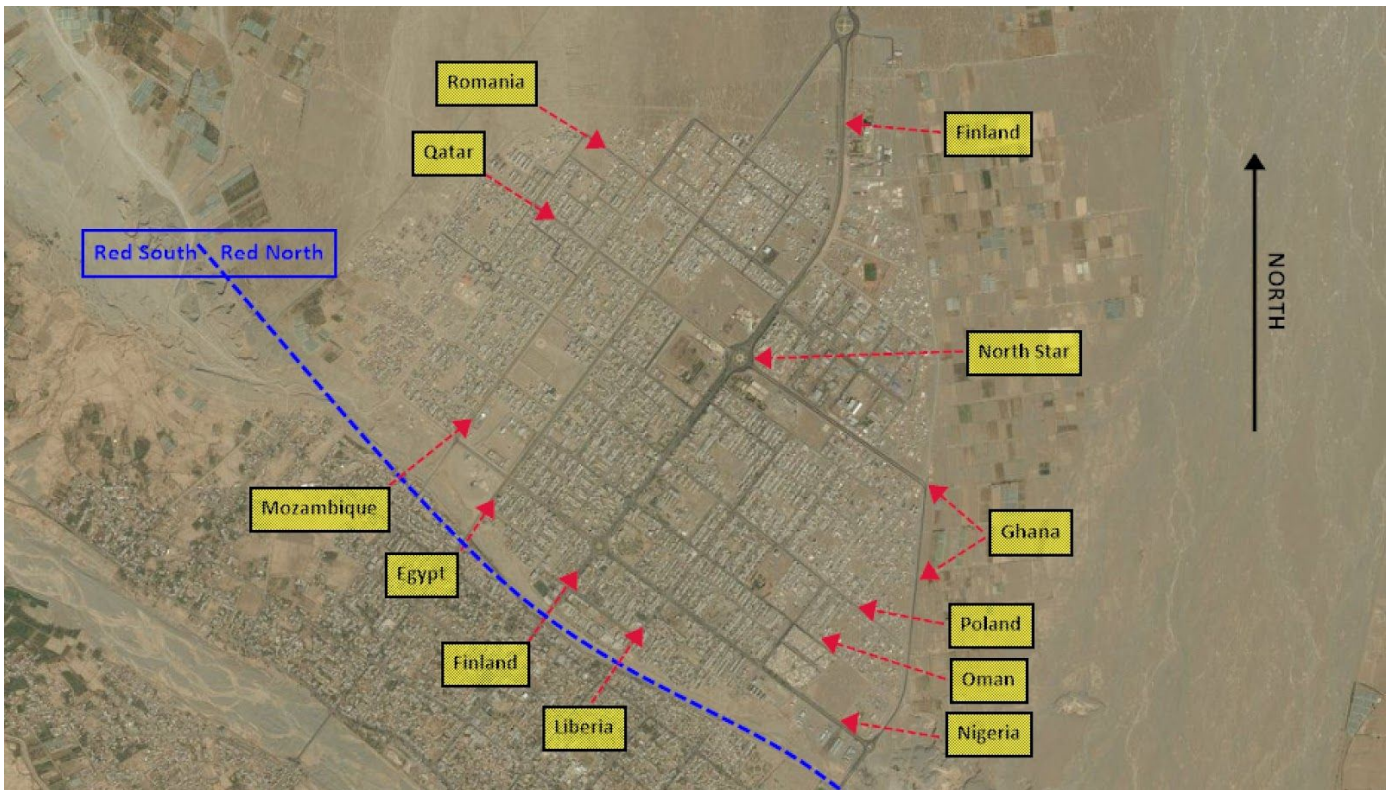 Romania
Finland
Qatar
Red South
Red North
NORTH
North Star
Mozambique
Ghana
Egypt
Poland
Finland
Oman
Liberia
Nigeria